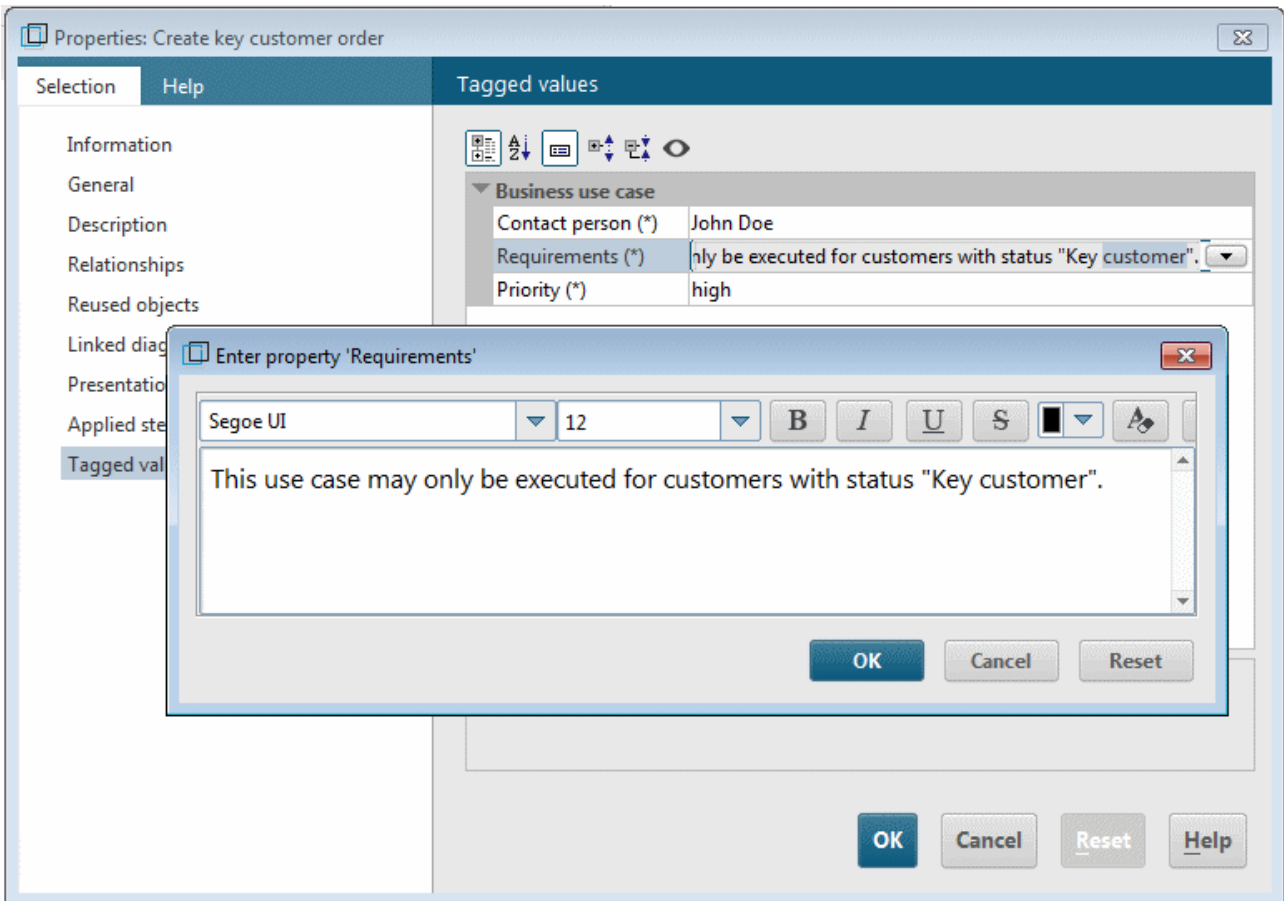 Properties: Create key customer order
Selection Help
Tagged values
Information
General
Description
Relationships
Reused objects
Linked diag
Presentatio
Applied ste
Tagged val
Business use case
Contact person (*) John Doe
Requirements (*) nly be executed for customers with status "Key customer".
Priority (*) high
Enter property 'Requirements'
Segoe UI 12 B I U S A
This use case may only be executed for customers with status "Key customer".
OK Cancel Reset
OK Cancel Reset Help